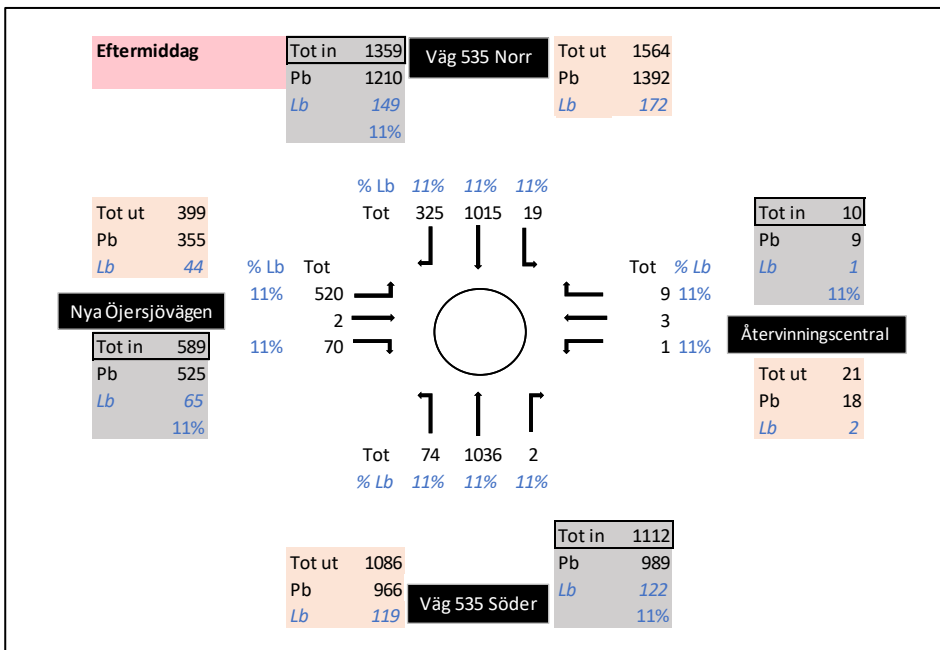 Eftermiddag
Tot in 1359
Pb 1210
Lb 149
11%
Väg 535 Norr
Tot ut 1564
Pb 1392
Lb 172
% Lb 11% 11% 11%
Tot 325 1015 19
Tot ut 399
Pb 355
Lb 44
Nya Öjersjövägen
Tot in 589
Pb 525
Lb 65
11%
% Lb Tot
11% 520
2
11% 70
Tot % Lb
9 11%
3
1 11%
Tot in 10
Pb 9
Lb 1
11%
Återvinningscentral
Tot ut 21
Pb 18
Lb 2
Tot 74 1036 2
% Lb 11% 11% 11%
Tot ut 1086
Pb 966
Lb 119
Väg 535 Söder
Tot in 1112
Pb 989
Lb 122
11%